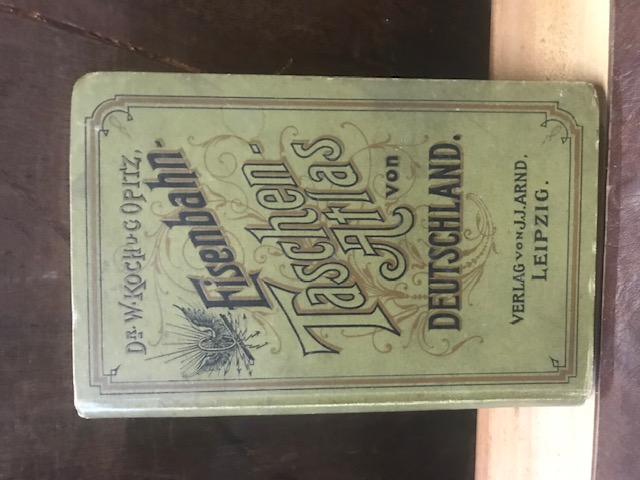 DR. W. KOCH u. C. OPITZ,
Eisenbahn-
Taschen-
Atlas
von
DEUTSCHLAND.
VERLAG von J.J. ARND,
LEIPZIG.